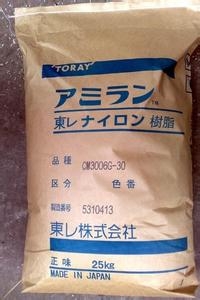 TORAY
アミラン™
東レ ナイロン 樹脂
品種 CM3006G-30
区分 色番
製造番号 5310413
東レ株式会社
正味 25kg
MADE IN JAPAN